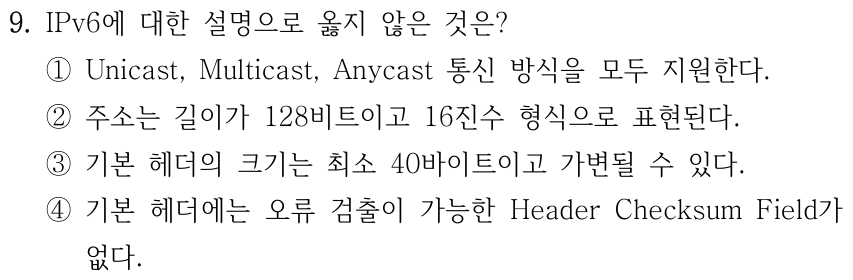 9. IPv6에 대한 설명으로 옳지 않은 것은?
① Unicast, Multicast, Anycast 통신 방식을 모두 지원한다.
② 주소는 길이가 128비트이고 16진수 형식으로 표현된다.
③ 기본 헤더의 크기는 최소 40바이트이고 가변될 수 있다.
④ 기본 헤더에는 오류 검출이 가능한 Header Checksum Field가
없다.